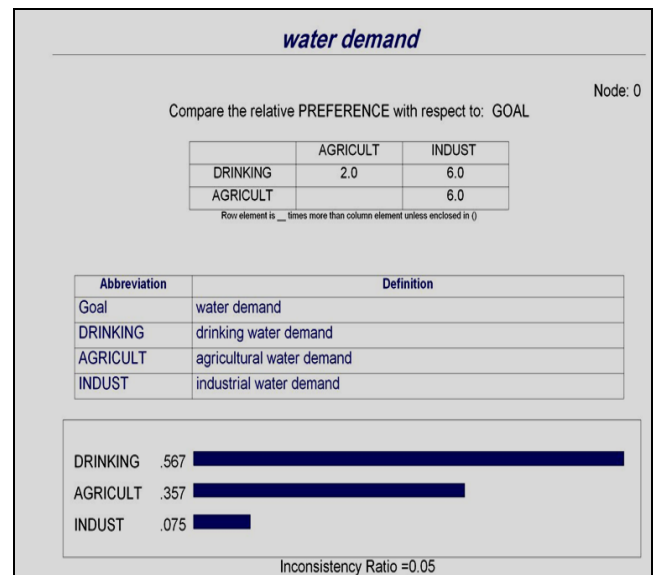 water demand
Node: 0
Compare the relative PREFERENCE with respect to: GOAL
AGRICULT INDUST
DRINKING 2.0 6.0
AGRICULT 6.0
Row element is __ times more than column element unless enclosed in ()
Abbreviation Definition
Goal water demand
DRINKING drinking water demand
AGRICULT agricultural water demand
INDUST industrial water demand
DRINKING .567
AGRICULT .357
INDUST .075
Inconsistency Ratio =0.05